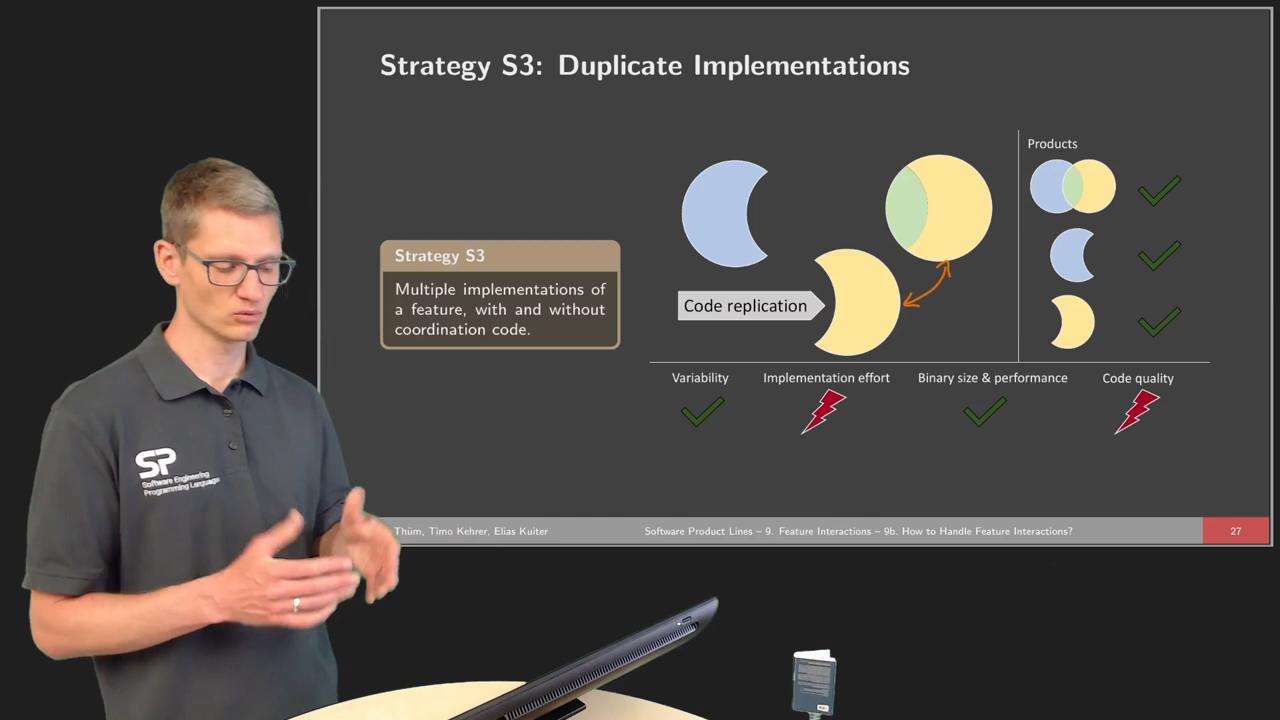 Strategy S3: Duplicate Implementations
Strategy S3
Multiple implementations of
a feature, with and without
coordination code.
Code replication
Products
Variability
Implementation effort
Binary size & performance
Code quality
SP
Software Engineering
Programming Language
Thüm, Timo Kehrer, Elias Kuiter
Software Product Lines – 9. Feature Interactions – 9b. How to Handle Feature Interactions?
27